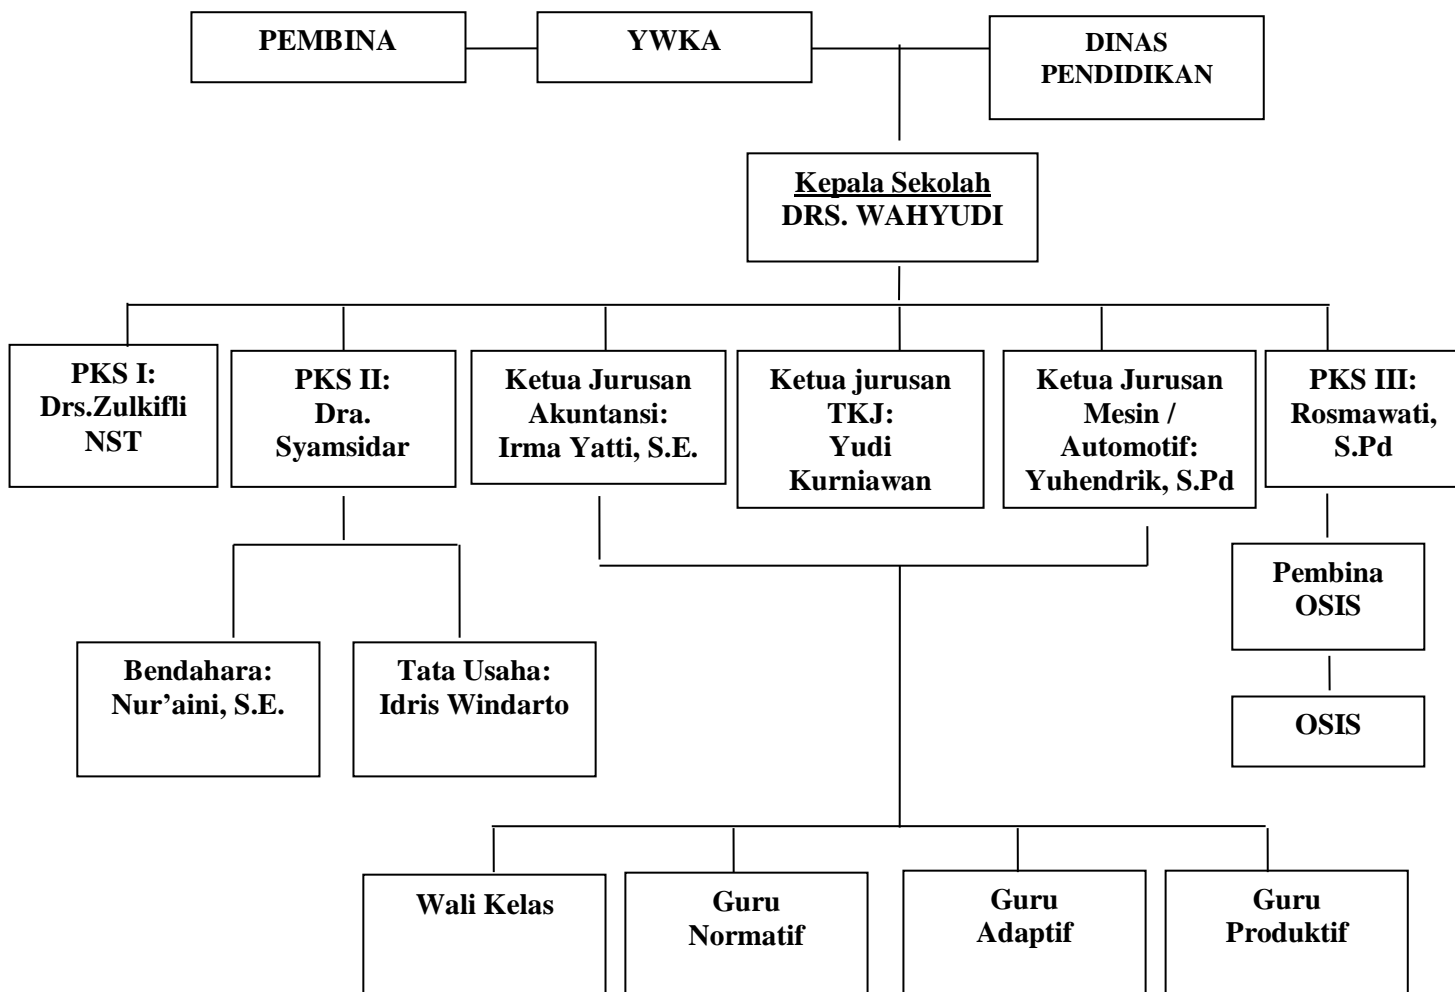 PEMBINA
YWKA
DINAS
PENDIDIKAN
Kepala Sekolah
DRS. WAHYUDI
PKS I:
Drs.Zulkifli
NST
PKS II:
Dra.
Syamsidar
Ketua Jurusan
Akuntansi:
Irma Yatti, S.E.
Ketua jurusan
TKJ:
Yudi
Kurniawan
Ketua Jurusan
Mesin /
Automotif:
Yuhendrik, S.Pd
PKS III:
Rosmawati,
S.Pd
Pembina
OSIS
Bendahara:
Nur’aini, S.E.
Tata Usaha:
Idris Windarto
OSIS
Wali Kelas
Guru
Normatif
Guru
Adaptif
Guru
Produktif